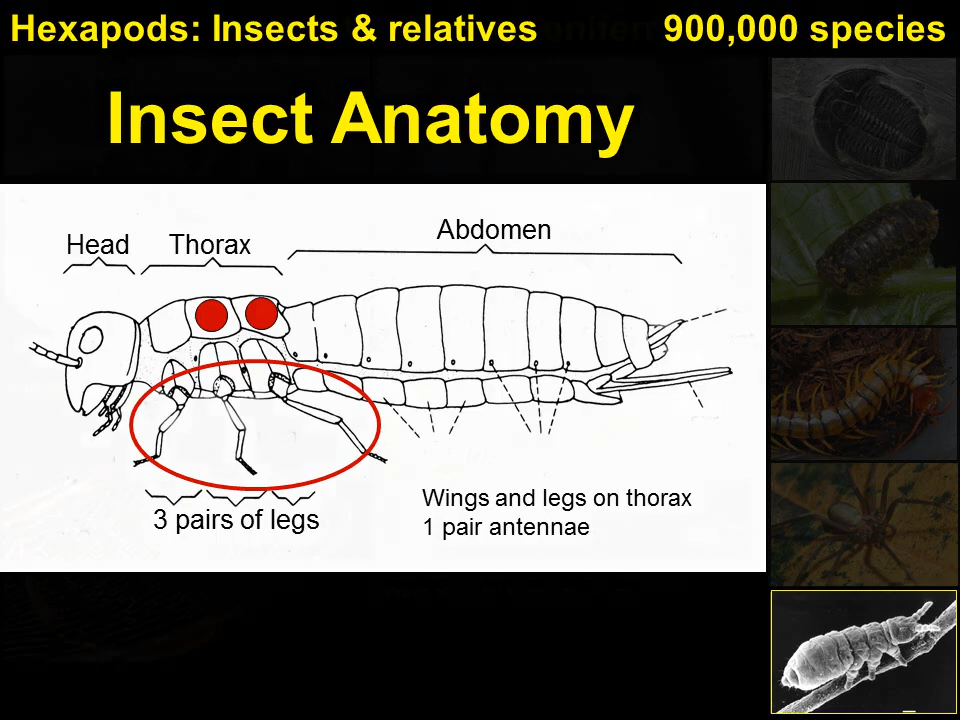 Hexapods: Insects & relatives 900,000 species
Insect Anatomy
Head Thorax Abdomen
3 pairs of legs
Wings and legs on thorax
1 pair antennae